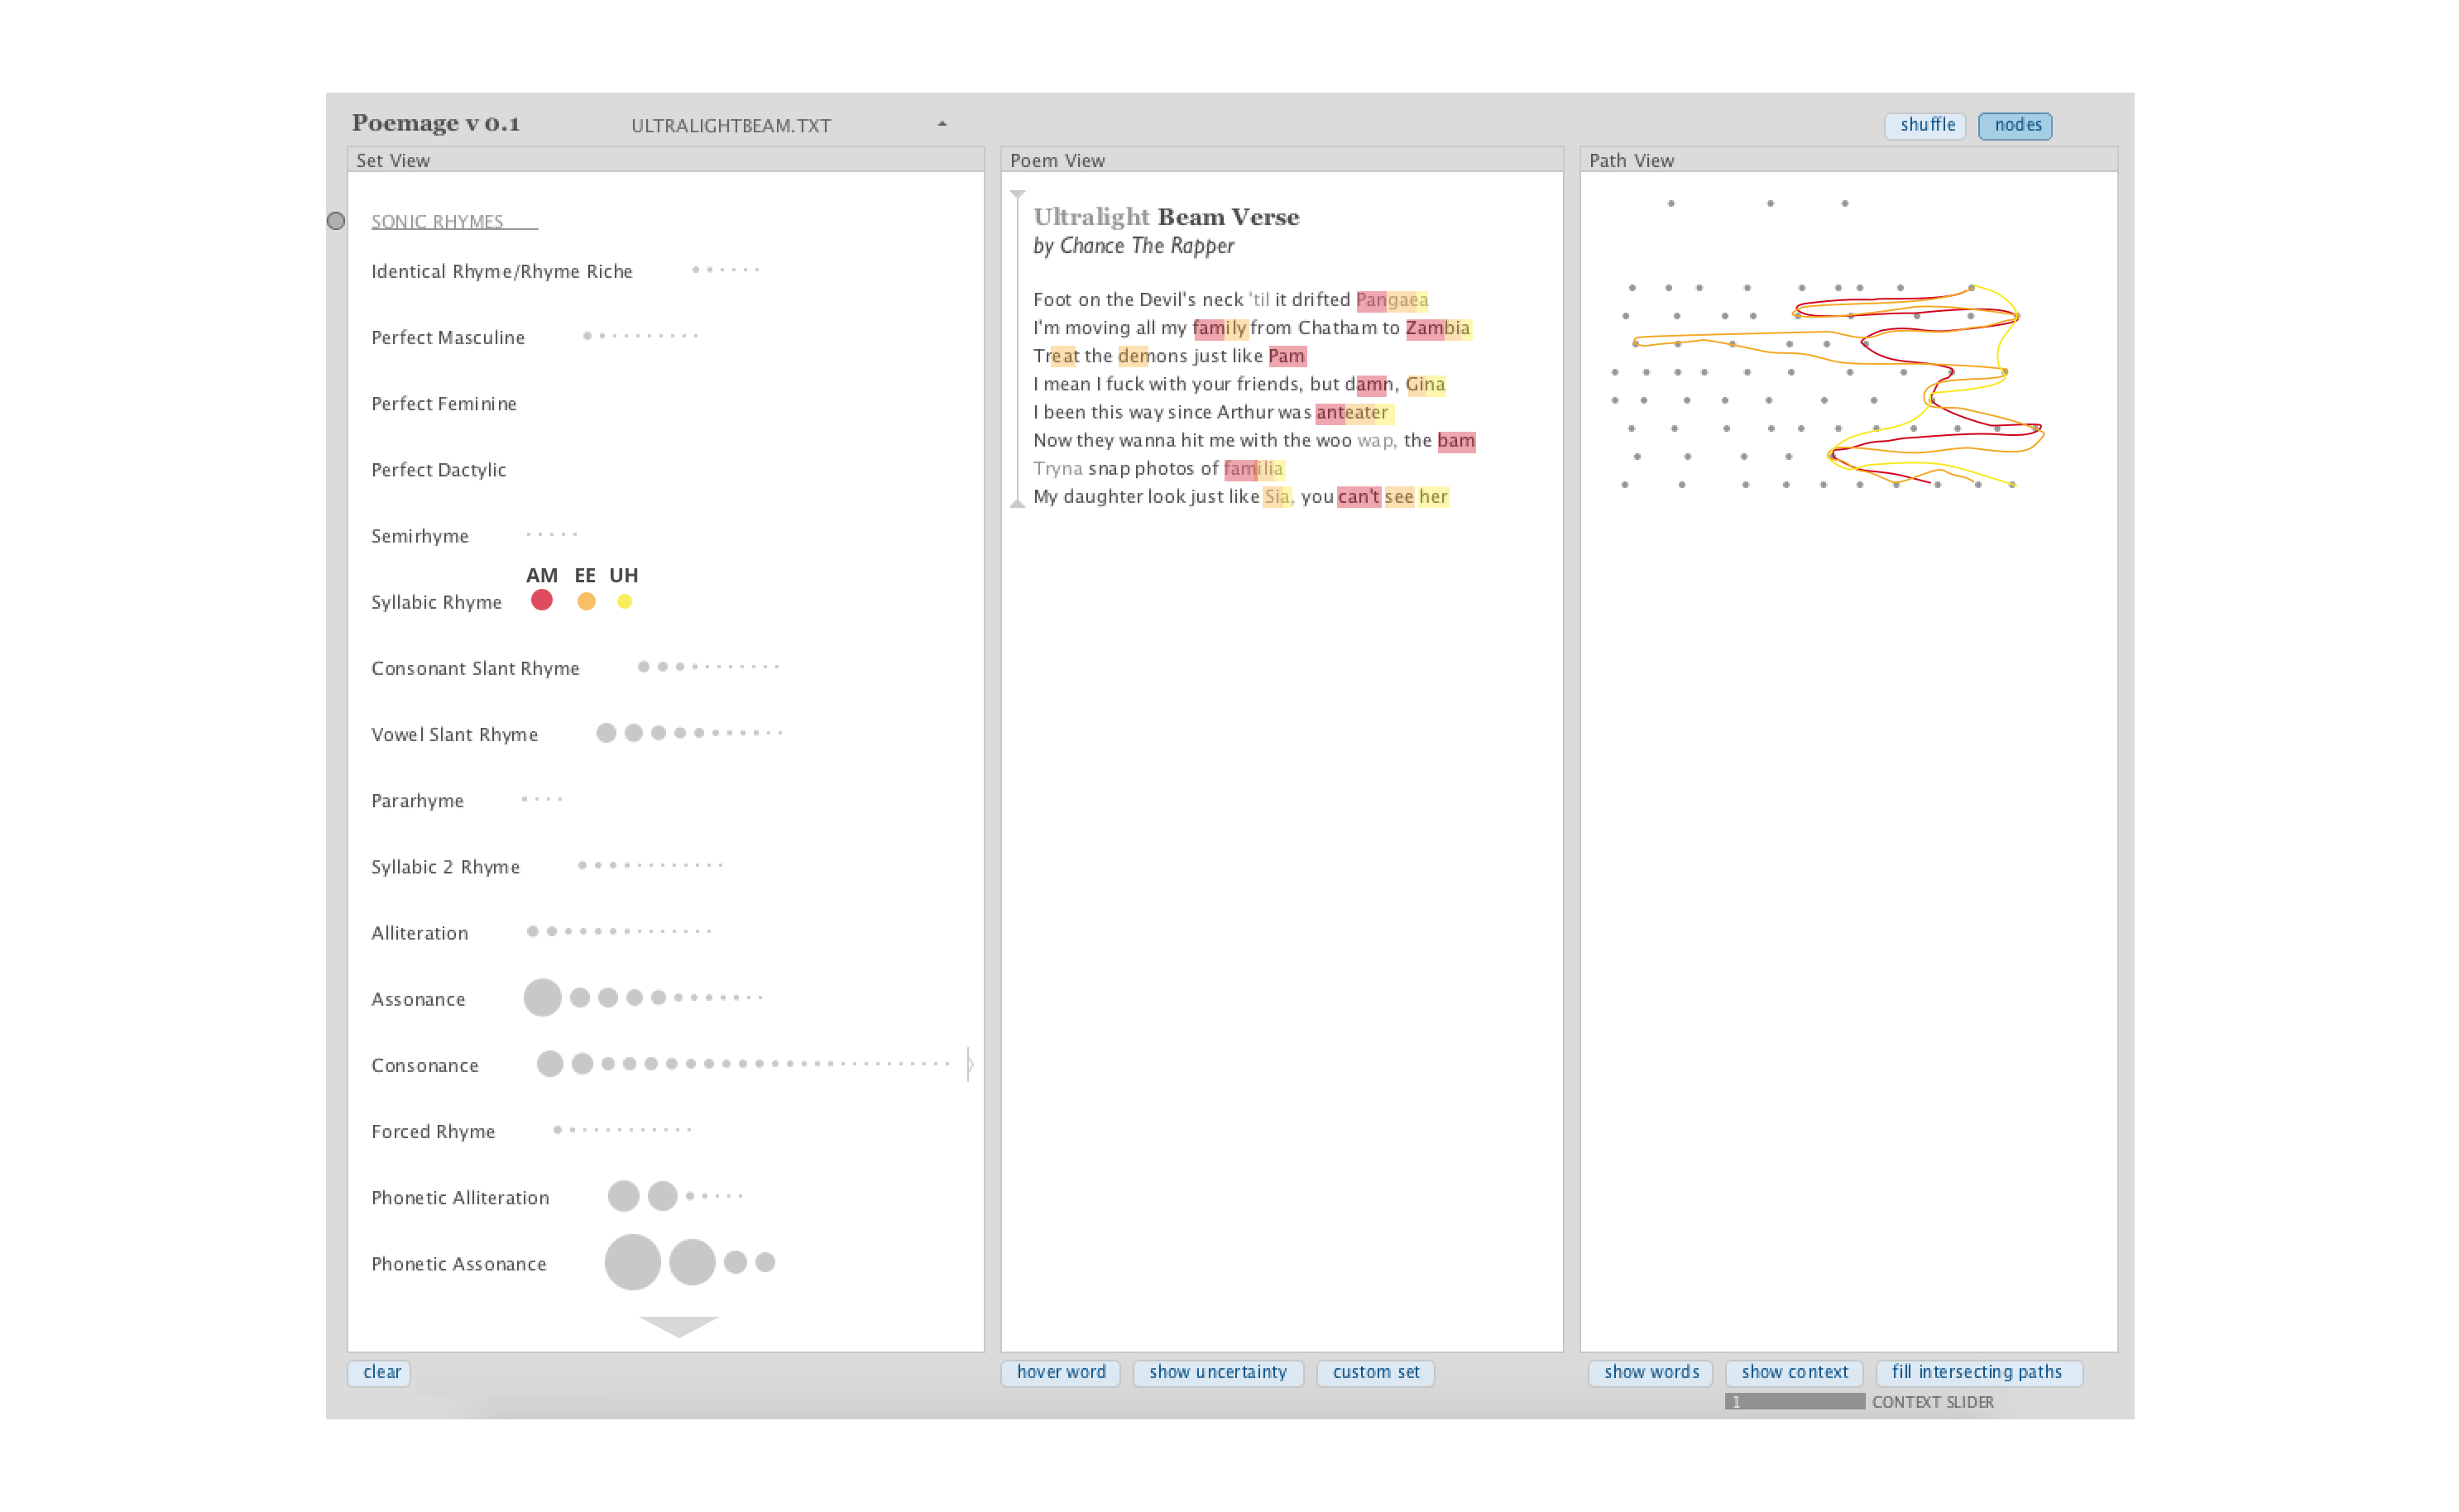 Poemage v 0.1
ULTRALIGHTBEAM.TXT
shuffle
nodes
Set View
SONIC RHYMES
Identical Rhyme/Rhyme Riche
Perfect Masculine
Perfect Feminine
Perfect Dactylic
Semirhyme
AM EE UH
Syllabic Rhyme
Consonant Slant Rhyme
Vowel Slant Rhyme
Pararhyme
Syllabic 2 Rhyme
Alliteration
Assonance
Consonance
Forced Rhyme
Phonetic Alliteration
Phonetic Assonance
clear
Poem View
Ultralight Beam Verse
by Chance The Rapper
Foot on the Devil's neck 'til it drifted Pangaea
I'm moving all my family from Chatham to Zambia
Treat the demons just like Pam
I mean I fuck with your friends, but damn, Gina
I been this way since Arthur was anteater
Now they wanna hit me with the woo wap, the bam
Tryna snap photos of familia
My daughter look just like Sia, you can't see her
hover word
show uncertainty
custom set
Path View
show words
show context
fill intersecting paths
1
CONTEXT SLIDER